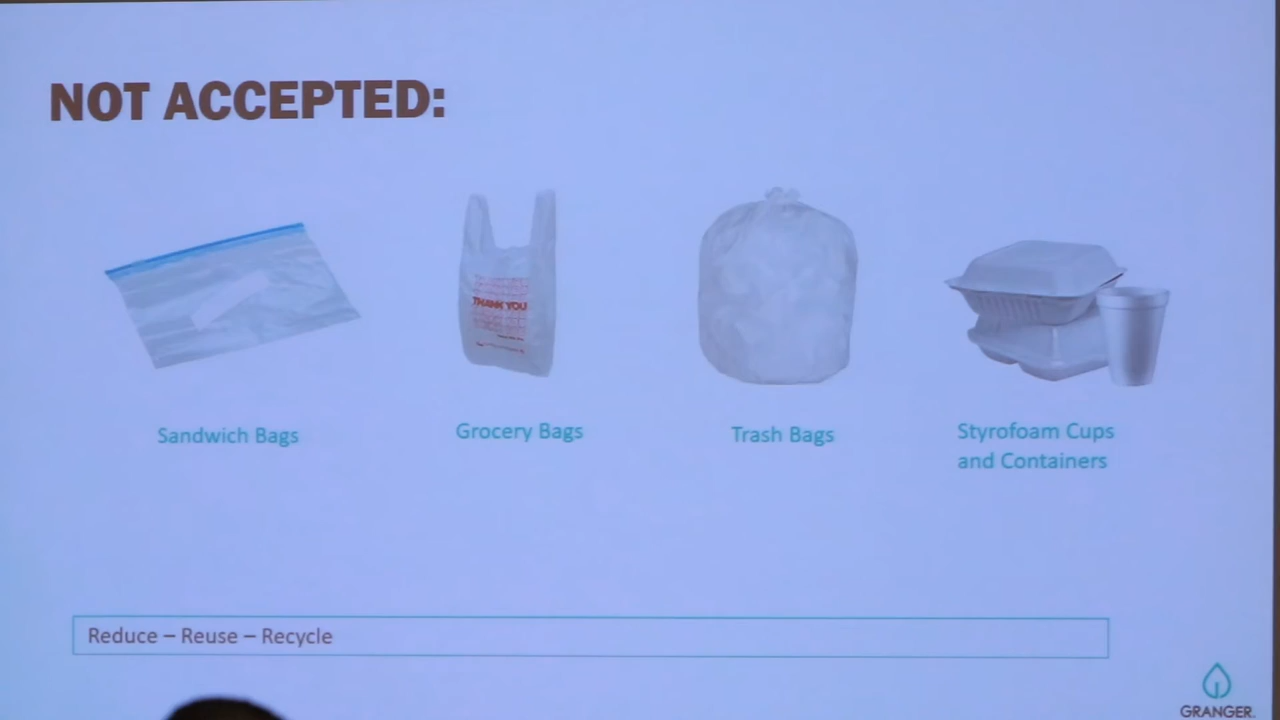 NOT ACCEPTED:
THANK YOU
Sandwich Bags
Grocery Bags
Trash Bags
Styrofoam Cups
and Containers
Reduce – Reuse – Recycle
GRANGER